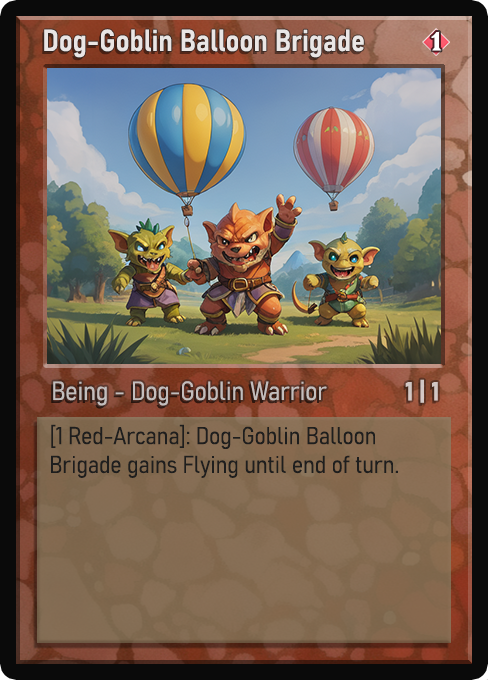 Dog-Goblin Balloon Brigade 1
Being - Dog-Goblin Warrior 1|1
[1 Red-Arcana]: Dog-Goblin Balloon
Brigade gains Flying until end of turn.